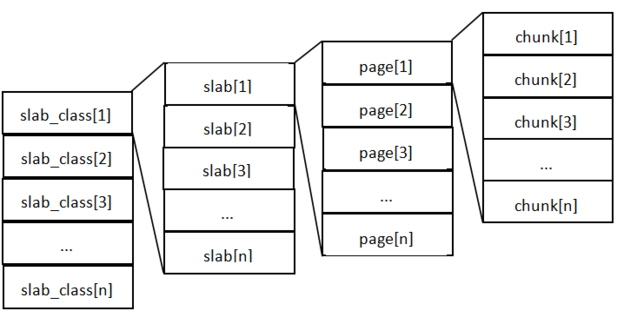 slab_class[1]
slab_class[2]
slab_class[3]
...
slab_class[n]
slab[1]
slab[2]
slab[3]
...
slab[n]
page[1]
page[2]
page[3]
...
page[n]
chunk[1]
chunk[2]
chunk[3]
...
chunk[n]